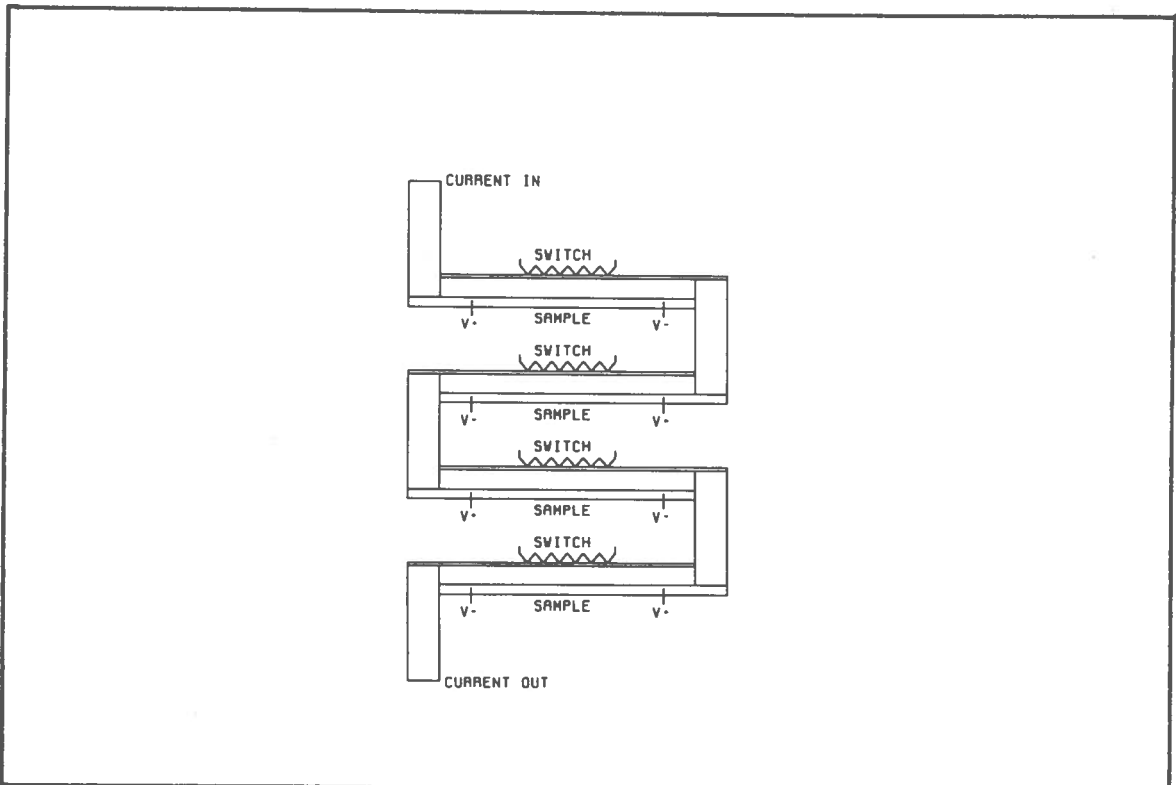 CURRENT IN
SWITCH
SAMPLE
V+ V-
SWITCH
SAMPLE
V- V+
SWITCH
SAMPLE
V+ V-
SWITCH
SAMPLE
V- V+
CURRENT OUT